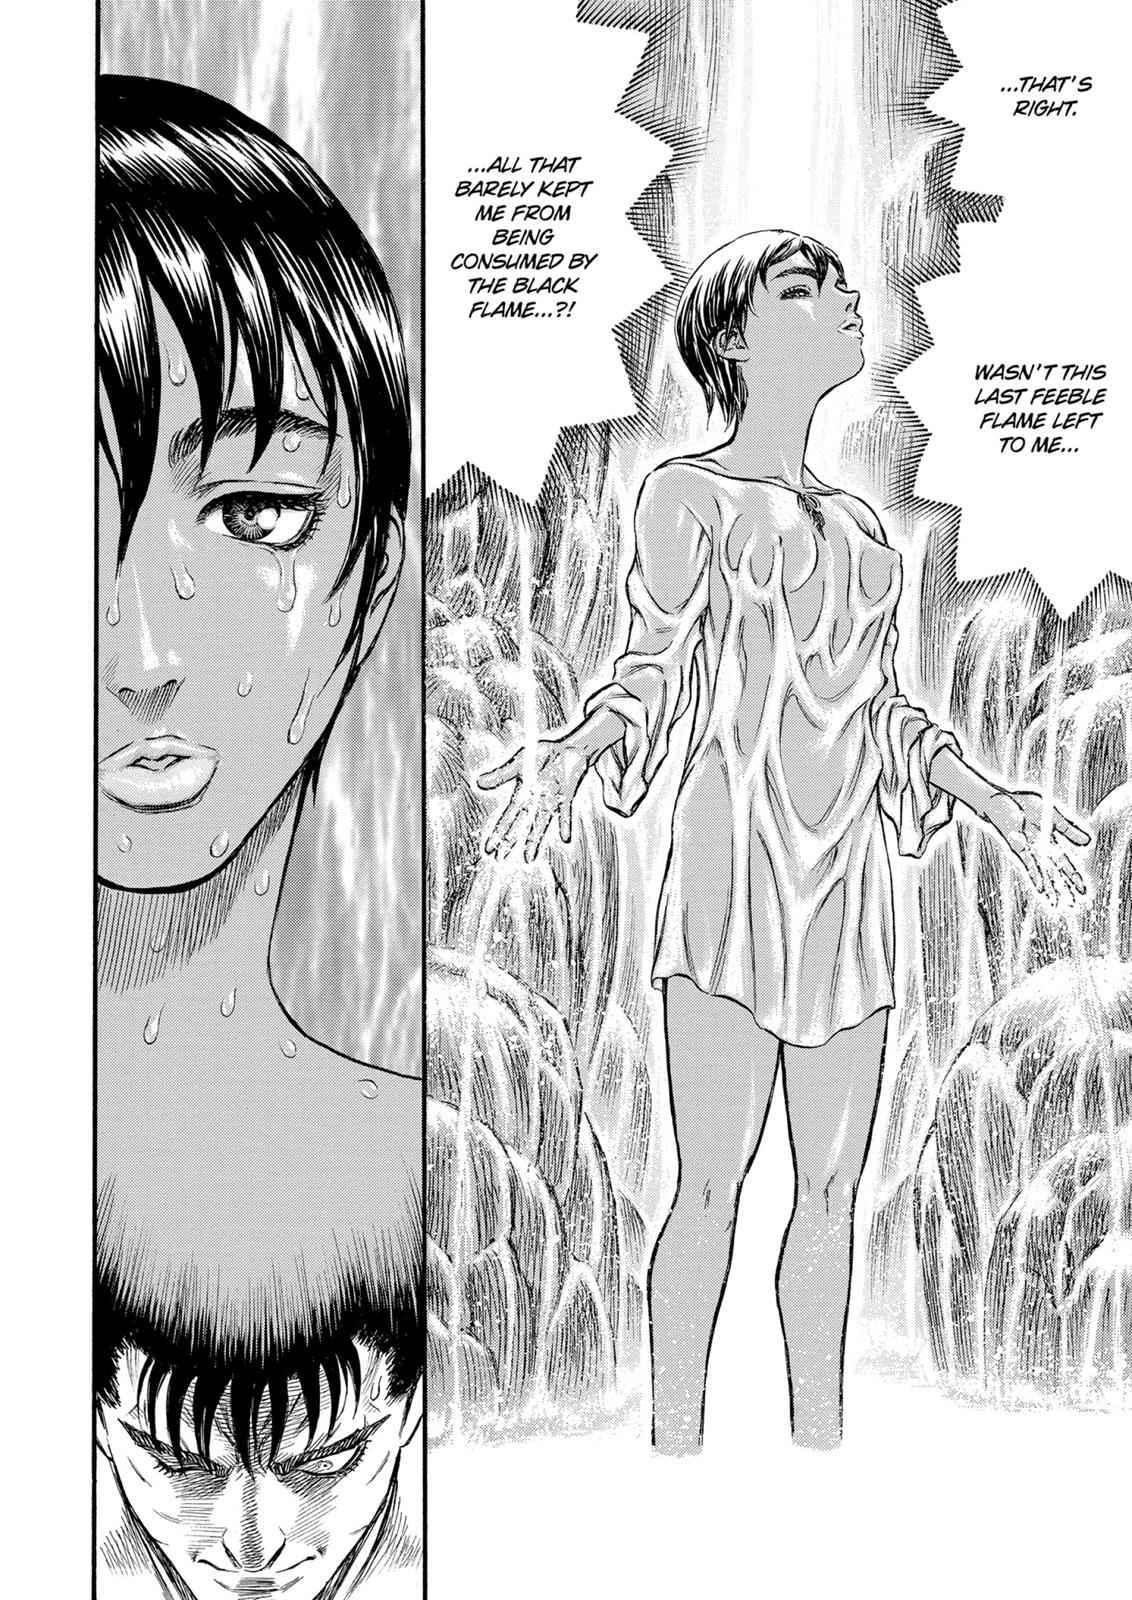 ...THAT'S
RIGHT.
WASN'T THIS
LAST FEEBLE
FLAME LEFT
TO ME...
...ALL THAT
BARELY KEPT
ME FROM
BEING
CONSUMED BY
THE BLACK
FLAME...?!